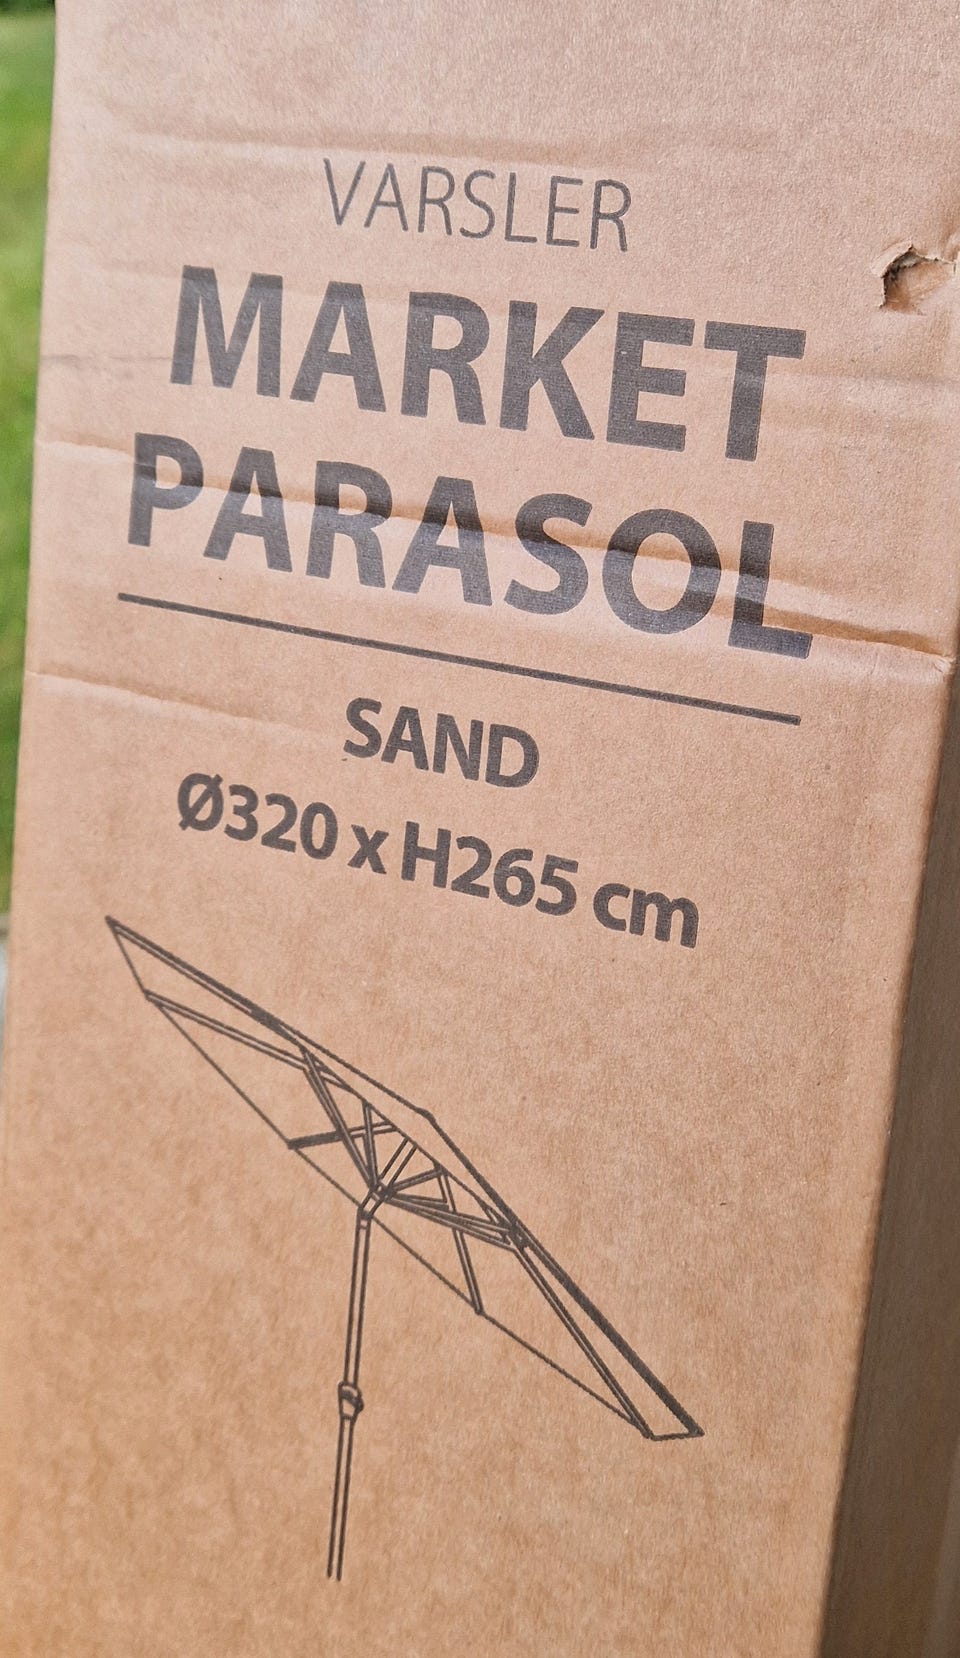 VARSLER
MARKET
PARASOL
SAND
Ø320 x H265 cm